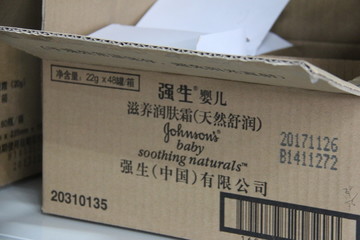 净含量: 22g×48罐/箱
强生®婴儿
滋养润肤霜(天然舒润)
Johnson's
baby
soothing naturals™
强生(中国)有限公司
20171126
B1411272
20310135